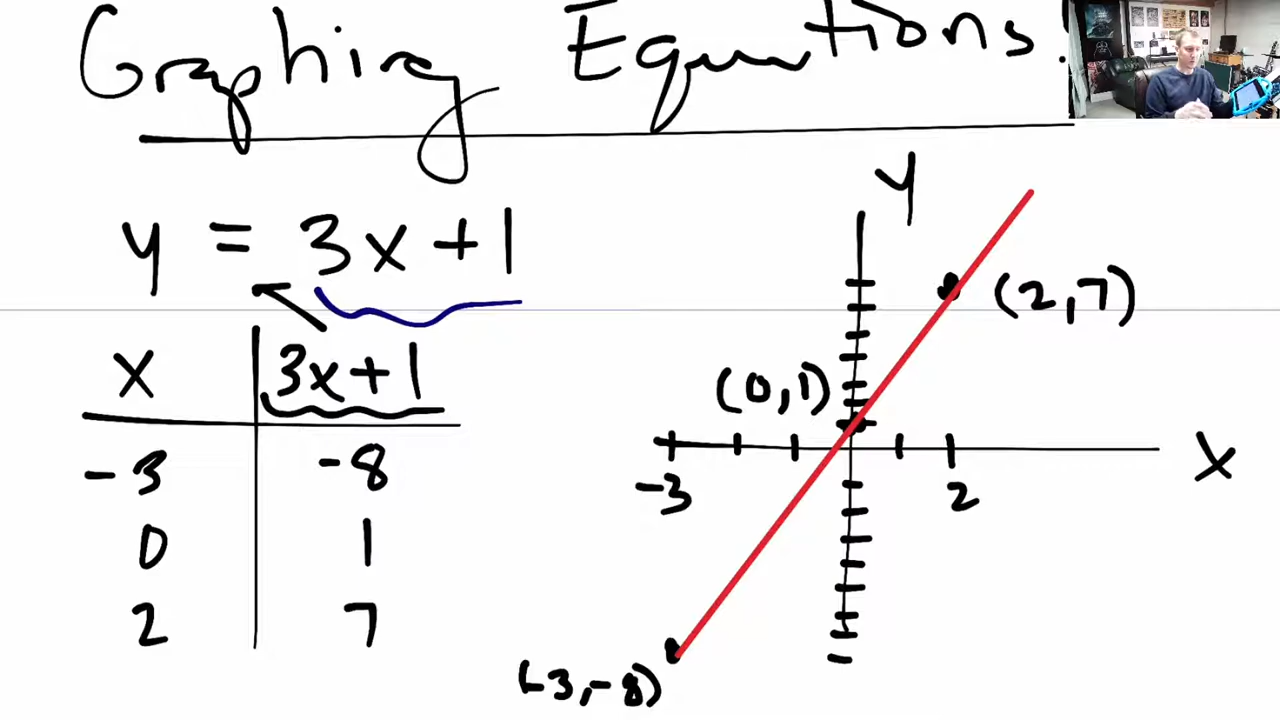 Graphing Equations!
y = 3x+1
x | 3x+1
-3 | -8
0 | 1
2 | 7
y
(2,7)
(0,1)
x
-3
2
(-3,-8)